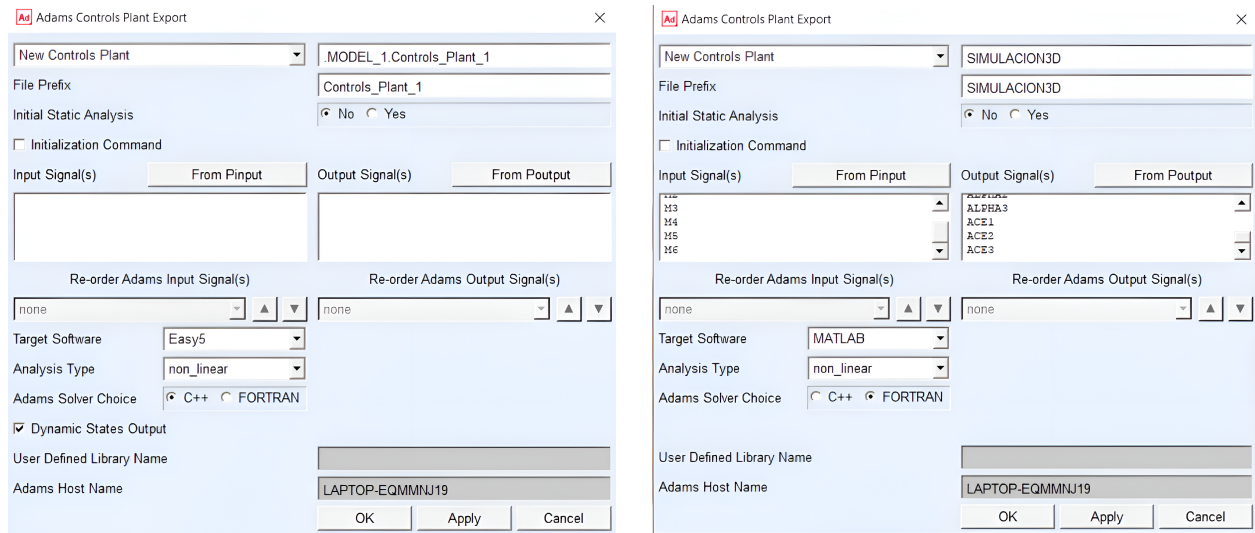 Ad Adams Controls Plant Export
New Controls Plant .MODEL_1.Controls_Plant_1
File Prefix Controls_Plant_1
Initial Static Analysis No Yes
Initialization Command
Input Signal(s) From Pinput Output Signal(s) From Poutput
Re-order Adams Input Signal(s) Re-order Adams Output Signal(s)
none none
Target Software Easy5
Analysis Type non_linear
Adams Solver Choice C++ FORTRAN
Dynamic States Output
User Defined Library Name
Adams Host Name LAPTOP-EQMMNJ19
OK Apply Cancel
Ad Adams Controls Plant Export
New Controls Plant SIMULACION3D
File Prefix SIMULACION3D
Initial Static Analysis No Yes
Initialization Command
Input Signal(s) From Pinput Output Signal(s) From Poutput
M3 ALPHA3
M4 ACE1
M5 ACE2
M6 ACE3
Re-order Adams Input Signal(s) Re-order Adams Output Signal(s)
none none
Target Software MATLAB
Analysis Type non_linear
Adams Solver Choice C++ FORTRAN
User Defined Library Name
Adams Host Name LAPTOP-EQMMNJ19
OK Apply Cancel